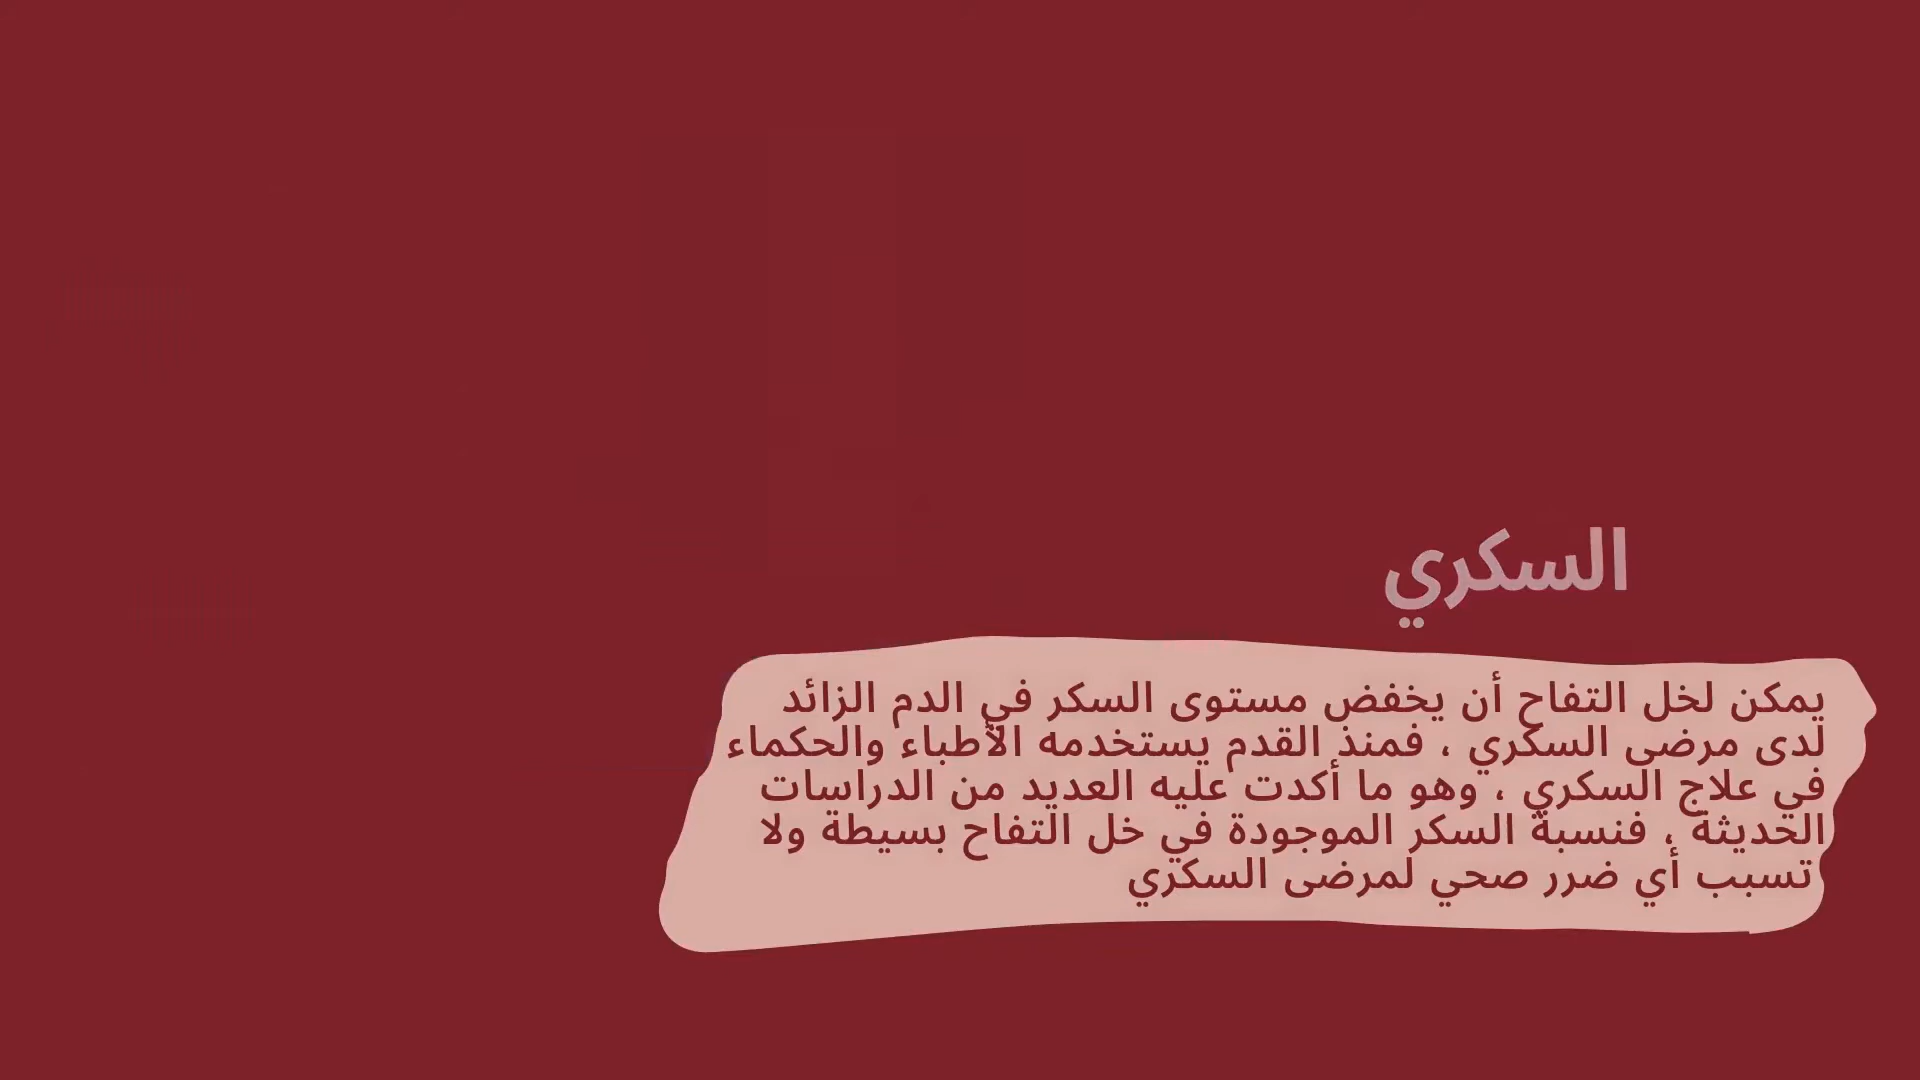 السكري
يمكن لخل التفاح أن يخفض مستوى السكر في الدم الزائد
لدى مرضى السكري ، فمنذ القدم يستخدمه الأطباء والحكماء
في علاج السكري ، وهو ما أكدت عليه العديد من الدراسات
الحديثة ، فنسبة السكر الموجودة في خل التفاح بسيطة ولا
تسبب أي ضرر صحي لمرضى السكري